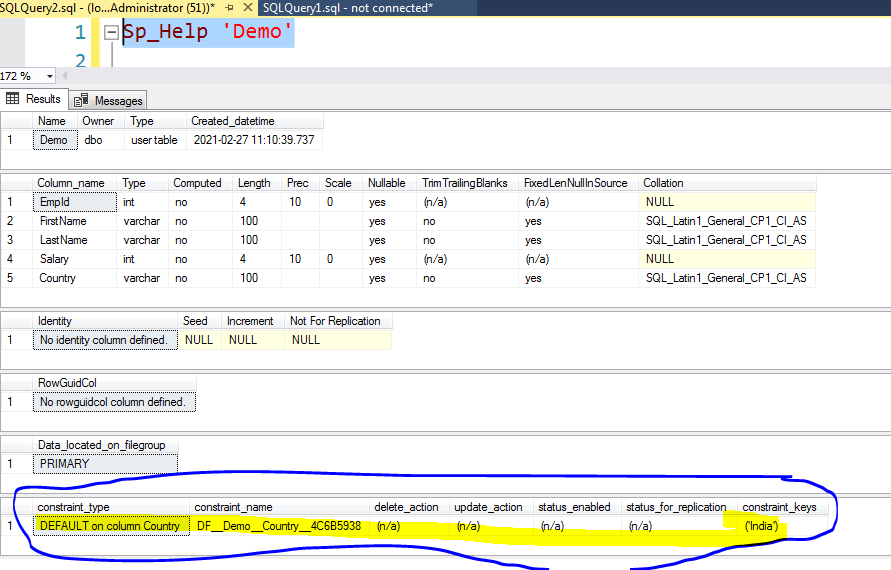 SQLQuery2.sql - (lo...Administrator (51))* SQLQuery1.sql - not connected*
1 Sp_Help 'Demo'
2
172 %
Results Messages
Name Owner Type Created_datetime
1 Demo dbo user table 2021-02-27 11:10:39.737
Column_name Type Computed Length Prec Scale Nullable TrimTrailingBlanks FixedLenNullInSource Collation
1 EmpId int no 4 10 0 yes (n/a) (n/a) NULL
2 FirstName varchar no 100 yes no yes SQL_Latin1_General_CP1_CI_AS
3 LastName varchar no 100 yes no yes SQL_Latin1_General_CP1_CI_AS
4 Salary int no 4 10 0 yes (n/a) (n/a) NULL
5 Country varchar no 100 yes no yes SQL_Latin1_General_CP1_CI_AS
Identity Seed Increment Not For Replication
1 No identity column defined. NULL NULL NULL
RowGuidCol
1 No rowguidcol column defined.
Data_located_on_filegroup
1 PRIMARY
constraint_type constraint_name delete_action update_action status_enabled status_for_replication constraint_keys
1 DEFAULT on column Country DF__Demo__Country__4C6B5938 (n/a) (n/a) (n/a) (n/a) ('India')